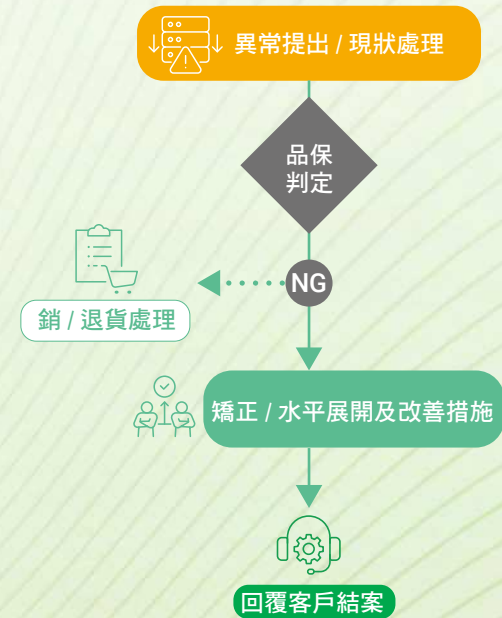 異常提出 / 現狀處理
品保
判定
NG
銷 / 退貨處理
矯正 / 水平展開及改善措施
回覆客戶結案